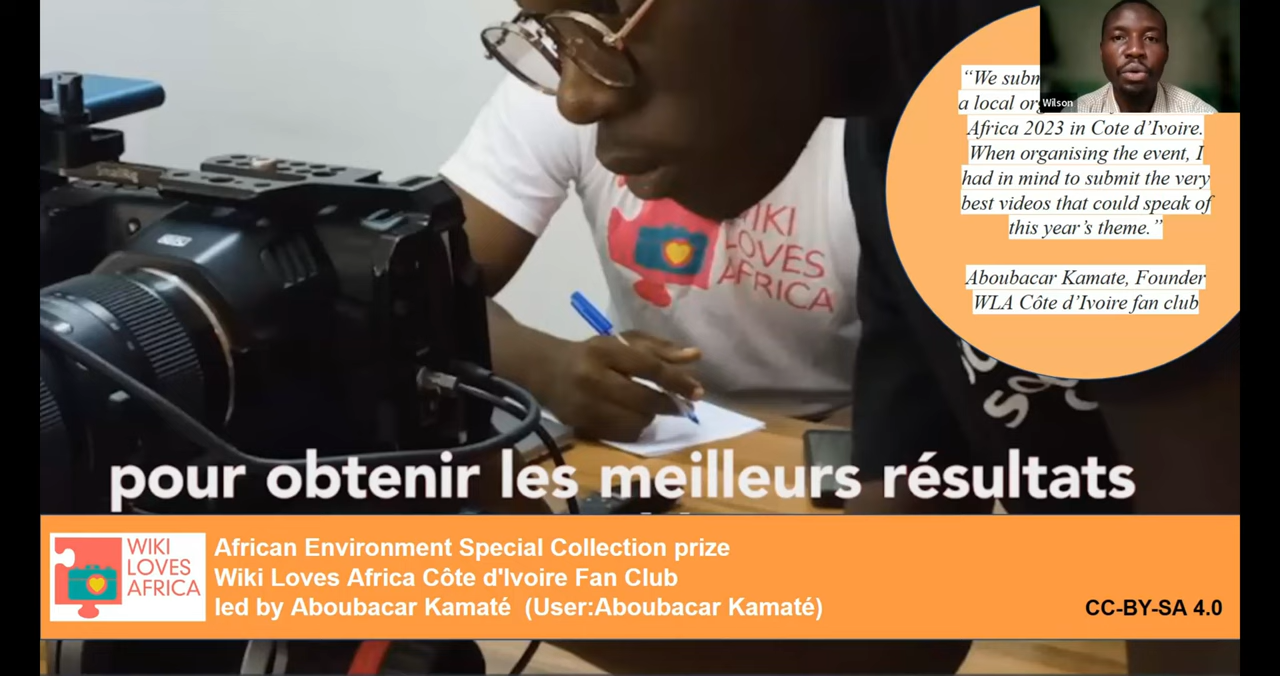 “We subm
a local org
Wilson
Africa 2023 in Cote d’Ivoire.
When organising the event, I
had in mind to submit the very
best videos that could speak of
this year’s theme.”
Aboubacar Kamate, Founder
WLA Côte d’Ivoire fan club
WIKI
LOVES
AFRICA
pour obtenir les meilleurs résultats
WIKI
LOVES
AFRICA
African Environment Special Collection prize
Wiki Loves Africa Côte d'Ivoire Fan Club
led by Aboubacar Kamaté (User:Aboubacar Kamaté)
CC-BY-SA 4.0